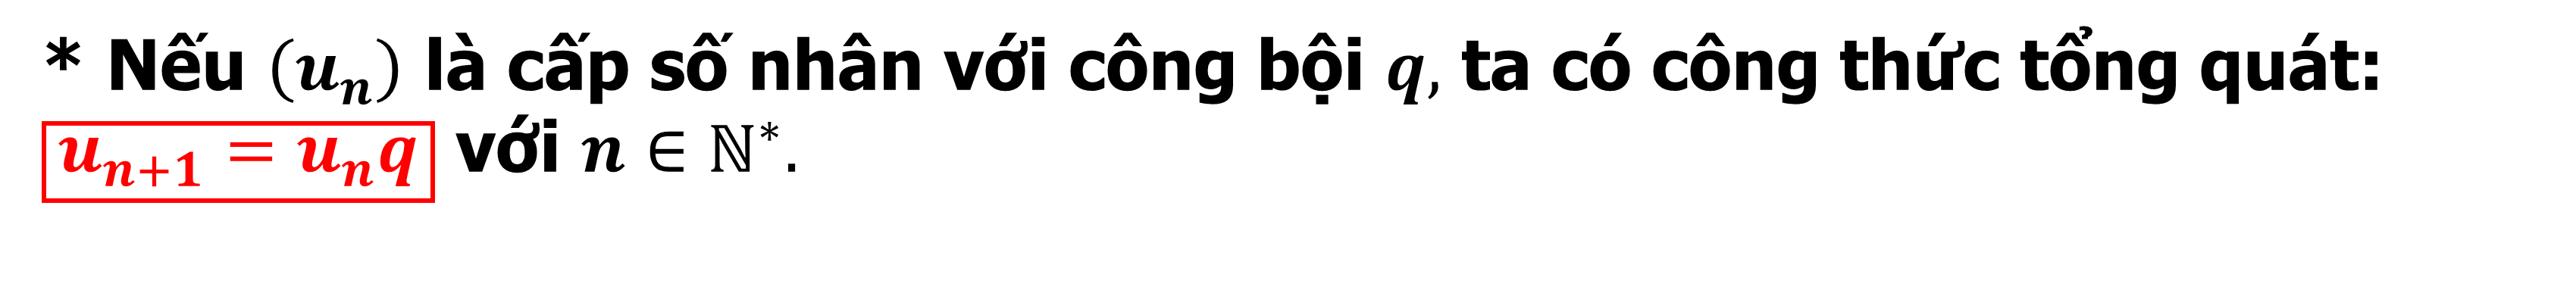 * Nếu (uₙ) là cấp số nhân với công bội q, ta có công thức tổng quát:
uₙ₊₁ = uₙq với n ∈ ℕ*.